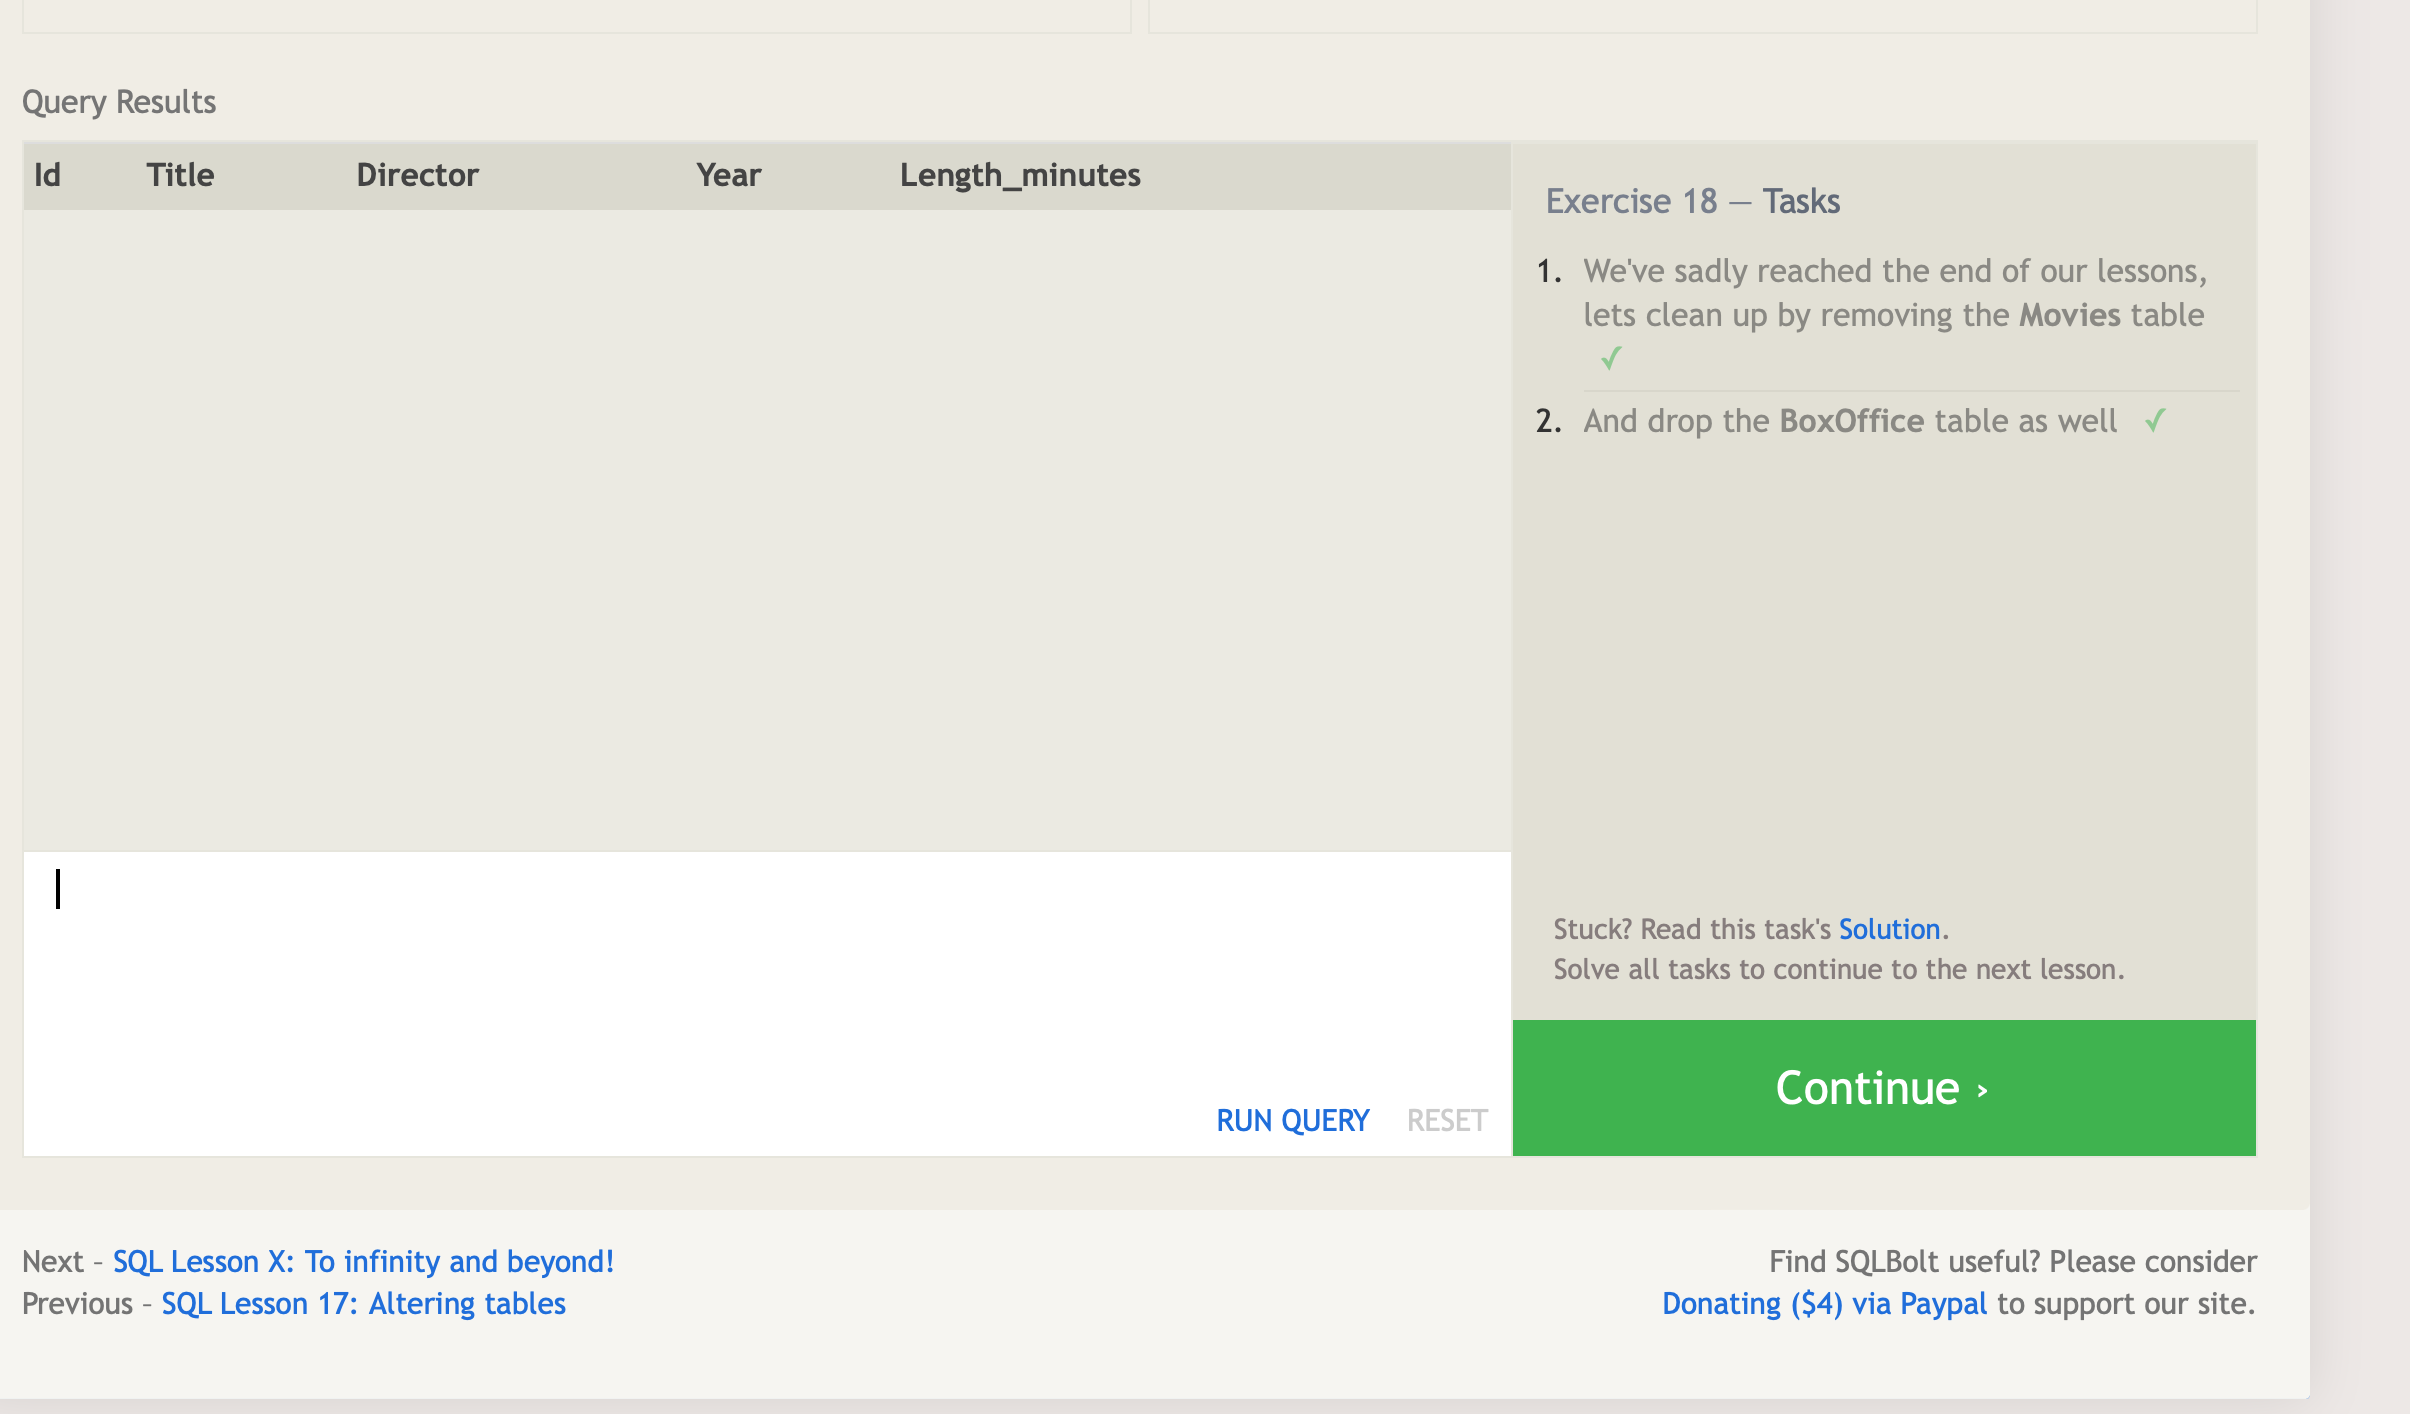 Query Results
Id Title Director Year Length_minutes
Exercise 18 — Tasks
1. We've sadly reached the end of our lessons,
lets clean up by removing the Movies table
✓
2. And drop the BoxOffice table as well ✓
Stuck? Read this task's Solution.
Solve all tasks to continue to the next lesson.
RUN QUERY RESET
Continue ›
Next – SQL Lesson X: To infinity and beyond!
Previous – SQL Lesson 17: Altering tables
Find SQLBolt useful? Please consider
Donating ($4) via Paypal to support our site.